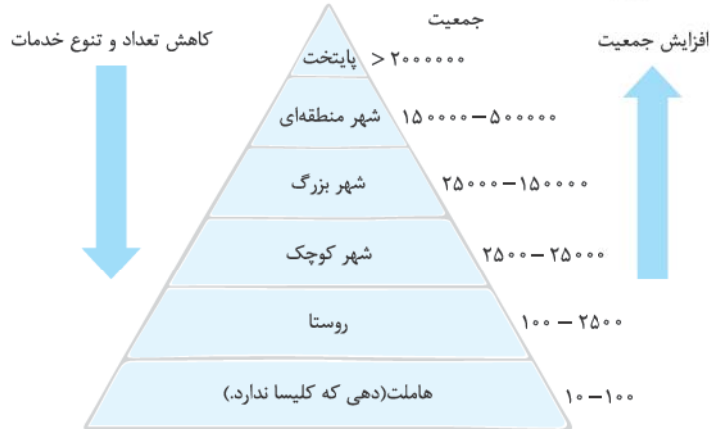 جمعیت
افزایش جمعیت
کاهش تعداد و تنوع خدمات
پایتخت
> ۲۰۰۰۰۰۰
شهر منطقه‌ای
۱۵۰۰۰۰ – ۵۰۰۰۰۰
شهر بزرگ
۲۵۰۰۰ – ۱۵۰۰۰۰
شهر کوچک
۲۵۰۰ – ۲۵۰۰۰
روستا
۱۰۰ – ۲۵۰۰
هاملت(دهی که کلیسا ندارد.)
۱۰ – ۱۰۰